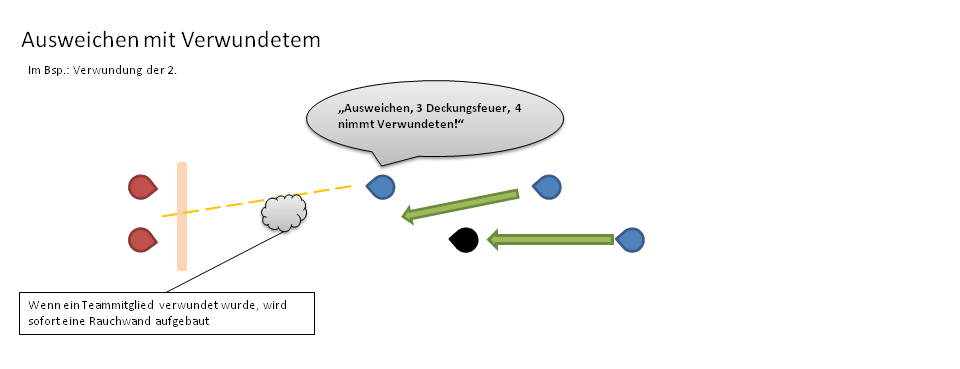 Ausweichen mit Verwundetem
Im Bsp.: Verwundung der 2.
„Ausweichen, 3 Deckungsfeuer, 4
nimmt Verwundeten!“
Wenn ein Teammitglied verwundet wurde, wird
sofort eine Rauchwand aufgebaut